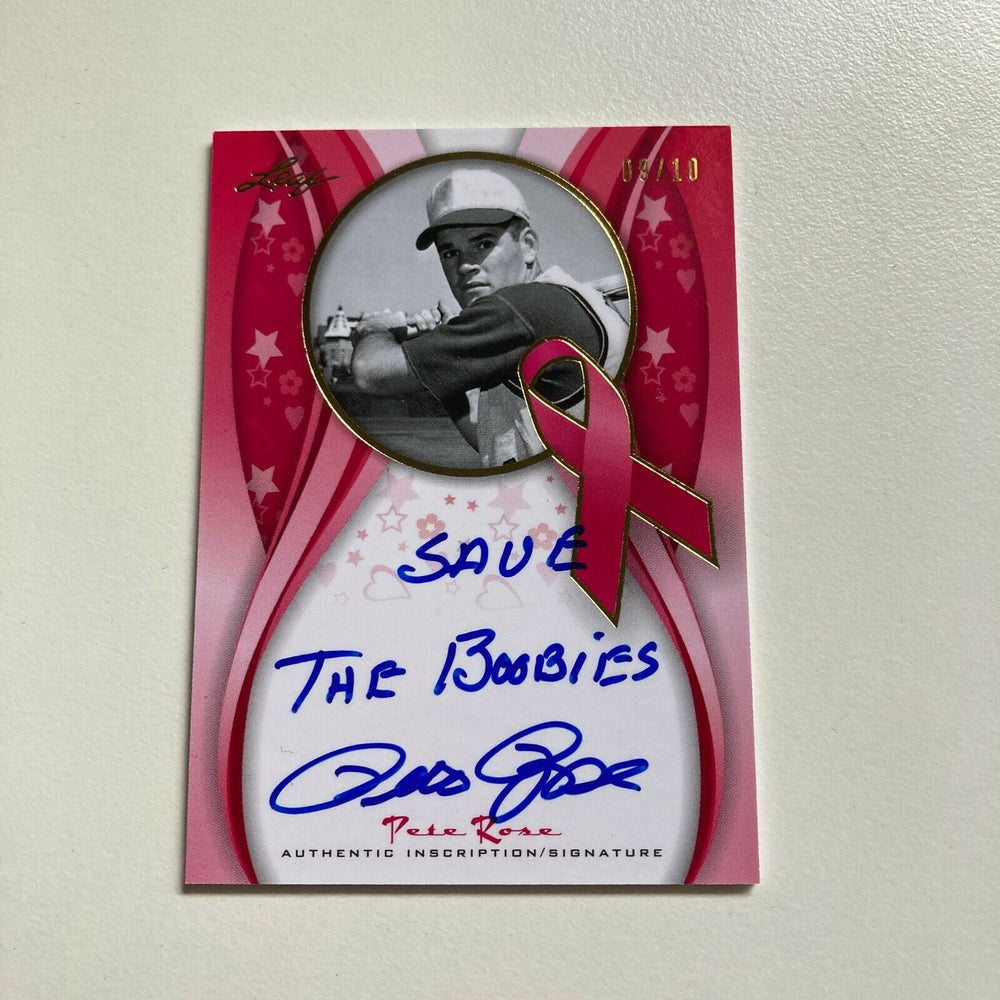 Leaf 09/10
SAVE
THE BOOBIES
Pete Rose
Pete Rose
AUTHENTIC INSCRIPTION/SIGNATURE